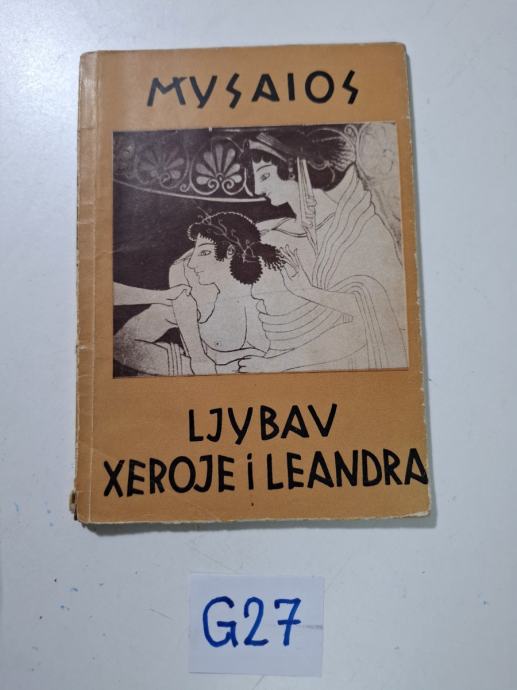 MYSAIOS
LJYBAV
XEROJE i LEANDRA
G27